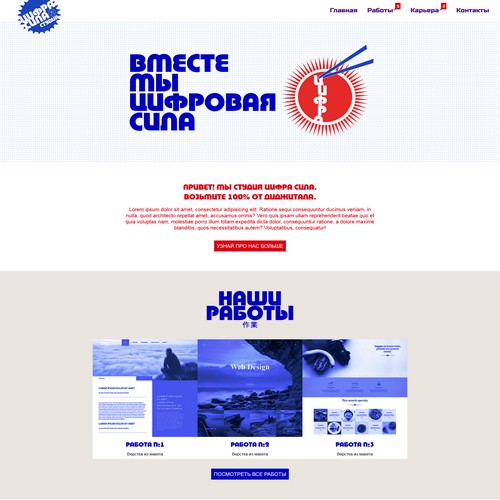 ЦИФРА
СИЛА
СТУДИЯ
Главная
Работы
Карьера
Контакты
ВМЕСТЕ
МЫ
ЦИФРОВАЯ
СИЛА
ЦИФРА
ПРИВЕТ! МЫ СТУДИЯ ЦИФРА СИЛА.
ВОЗЬМИТЕ 100% ОТ ДИДЖИТАЛА.
Lorem ipsum dolor sit amet, consectetur adipisicing elit. Ratione sequi consequuntur ducimus veniam, in
nulla, quod architecto repellat amet, accusamus omnis? Vero quis ipsam ullam reprehenderit beatae quo et
quia voluptas nam, molestiae porro illum totam expedita dicta consequuntur ratione. a dolore maxime
blanditiis, quos necessitatibus autem? Voluptatibus, consequatur!
УЗНАЙ ПРО НАС БОЛЬШЕ
НАШИ
РАБОТЫ
作業
LOREM IPSUM DOLOR SIT AMET
Web Design
РАБОТА №1
РАБОТА №2
РАБОТА №3
Верстка из макета
Верстка из макета
Верстка из макета
ПОСМОТРЕТЬ ВСЕ РАБОТЫ